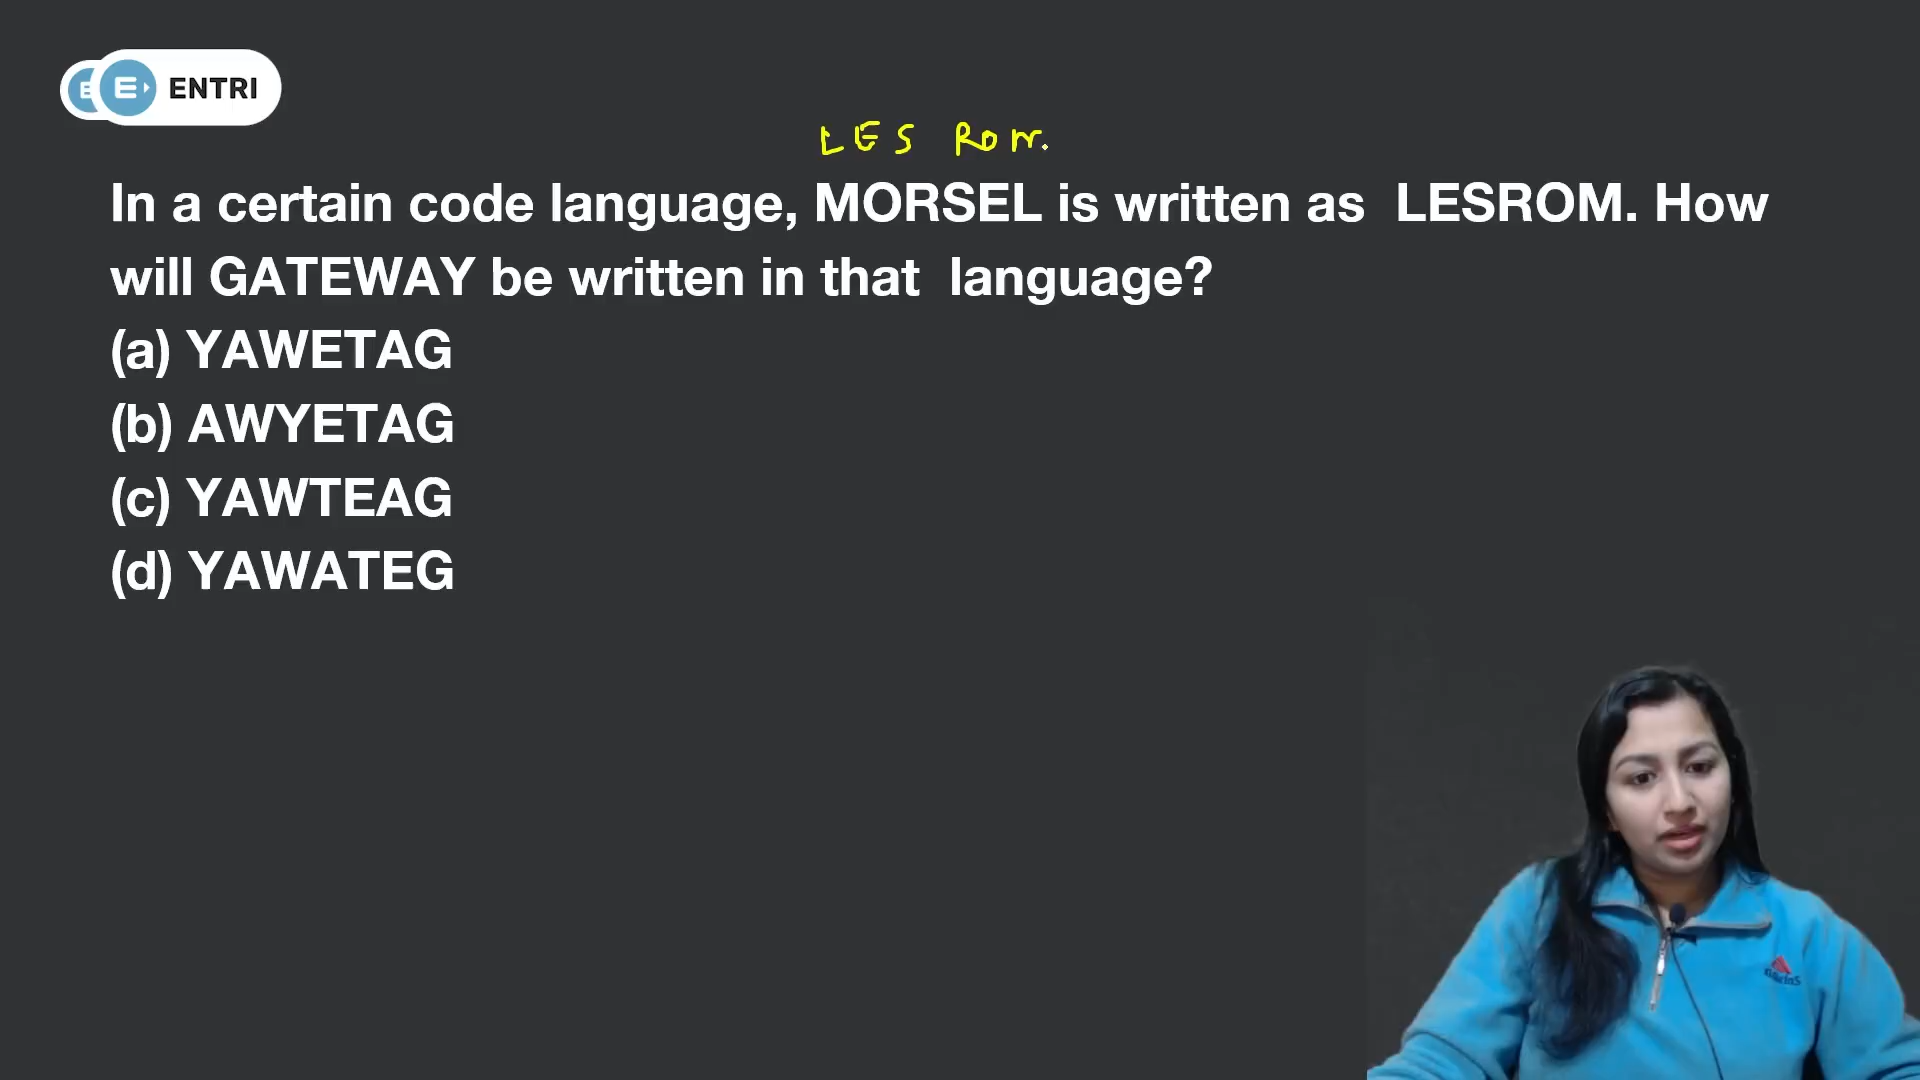 E E ENTRI
LES ROM.
In a certain code language, MORSEL is written as LESROM. How
will GATEWAY be written in that language?
(a) YAWETAG
(b) AWYETAG
(c) YAWTEAG
(d) YAWATEG